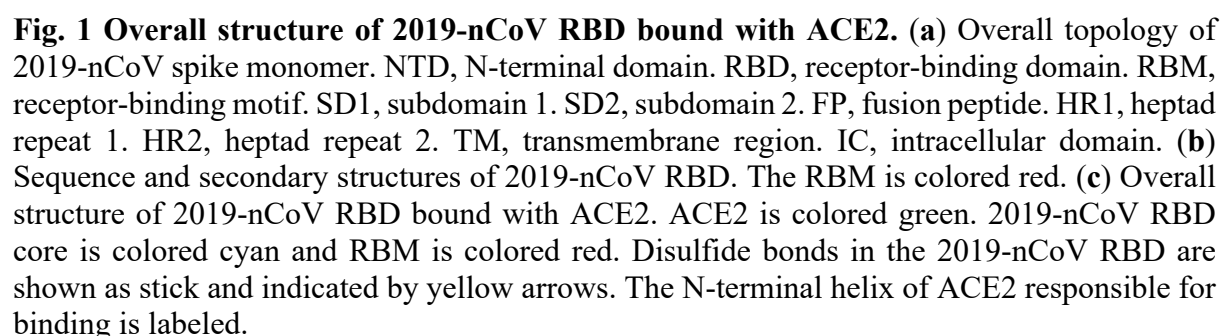 Fig. 1 Overall structure of 2019-nCoV RBD bound with ACE2. (a) Overall topology of
2019-nCoV spike monomer. NTD, N-terminal domain. RBD, receptor-binding domain. RBM,
receptor-binding motif. SD1, subdomain 1. SD2, subdomain 2. FP, fusion peptide. HR1, heptad
repeat 1. HR2, heptad repeat 2. TM, transmembrane region. IC, intracellular domain. (b)
Sequence and secondary structures of 2019-nCoV RBD. The RBM is colored red. (c) Overall
structure of 2019-nCoV RBD bound with ACE2. ACE2 is colored green. 2019-nCoV RBD
core is colored cyan and RBM is colored red. Disulfide bonds in the 2019-nCoV RBD are
shown as stick and indicated by yellow arrows. The N-terminal helix of ACE2 responsible for
binding is labeled.